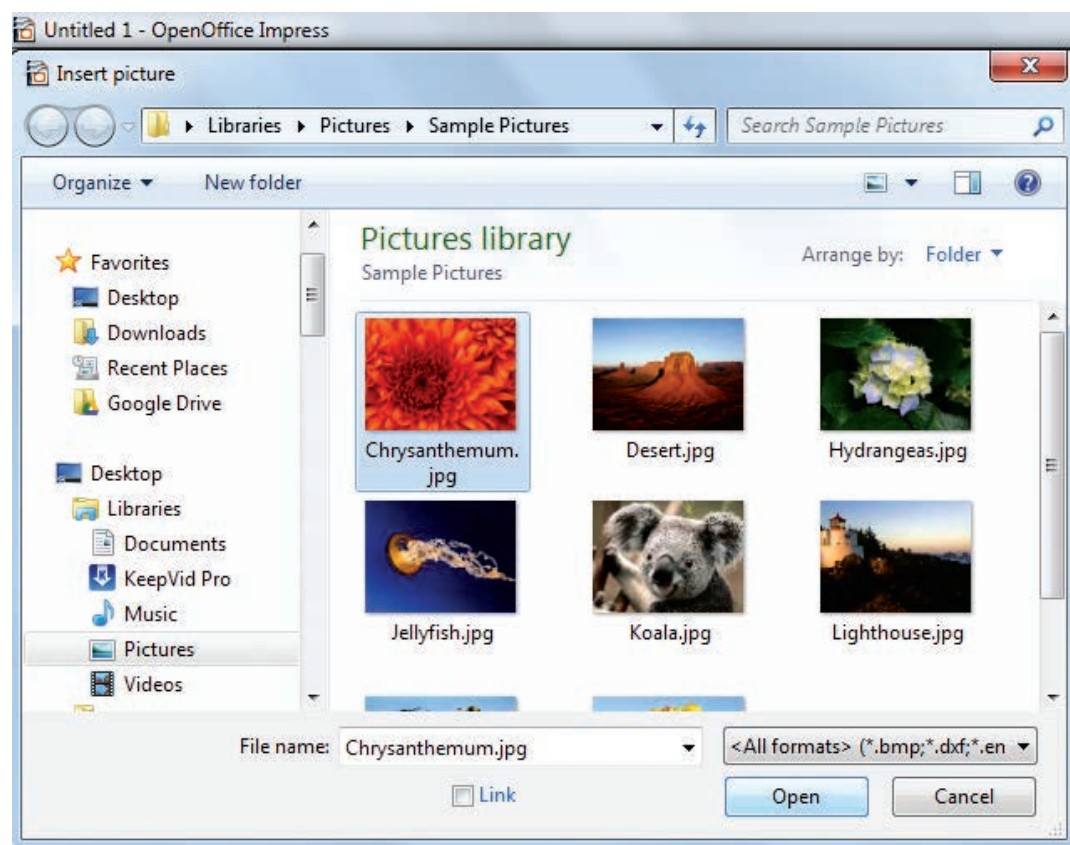 Untitled 1 - OpenOffice Impress
Insert picture
Libraries Pictures Sample Pictures
Search Sample Pictures
Organize New folder
Pictures library
Sample Pictures
Arrange by: Folder
Favorites
Desktop
Downloads
Recent Places
Google Drive
Desktop
Libraries
Documents
KeepVid Pro
Music
Pictures
Videos
Chrysanthemum.
jpg
Desert.jpg
Hydrangeas.jpg
Jellyfish.jpg
Koala.jpg
Lighthouse.jpg
File name: Chrysanthemum.jpg
<All formats> (*.bmp;*.dxf;*.en
Link
Open
Cancel